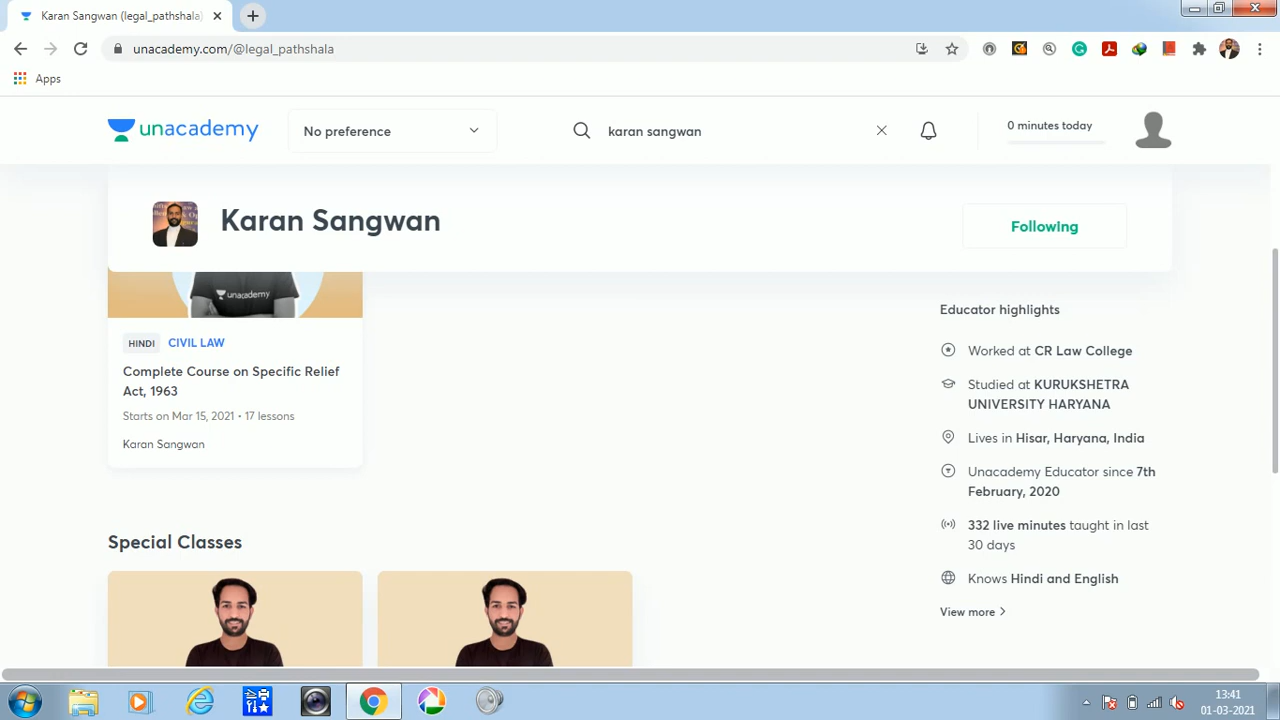 Karan Sangwan (legal_pathshala)
unacademy.com/@legal_pathshala
Apps
unacademy
No preference
karan sangwan
0 minutes today
Karan Sangwan
Following
unacademy
HINDI CIVIL LAW
Complete Course on Specific Relief
Act, 1963
Starts on Mar 15, 2021 • 17 lessons
Karan Sangwan
Educator highlights
Worked at CR Law College
Studied at KURUKSHETRA
UNIVERSITY HARYANA
Lives in Hisar, Haryana, India
Unacademy Educator since 7th
February, 2020
332 live minutes taught in last
30 days
Knows Hindi and English
View more >
Special Classes
13:41
01-03-2021